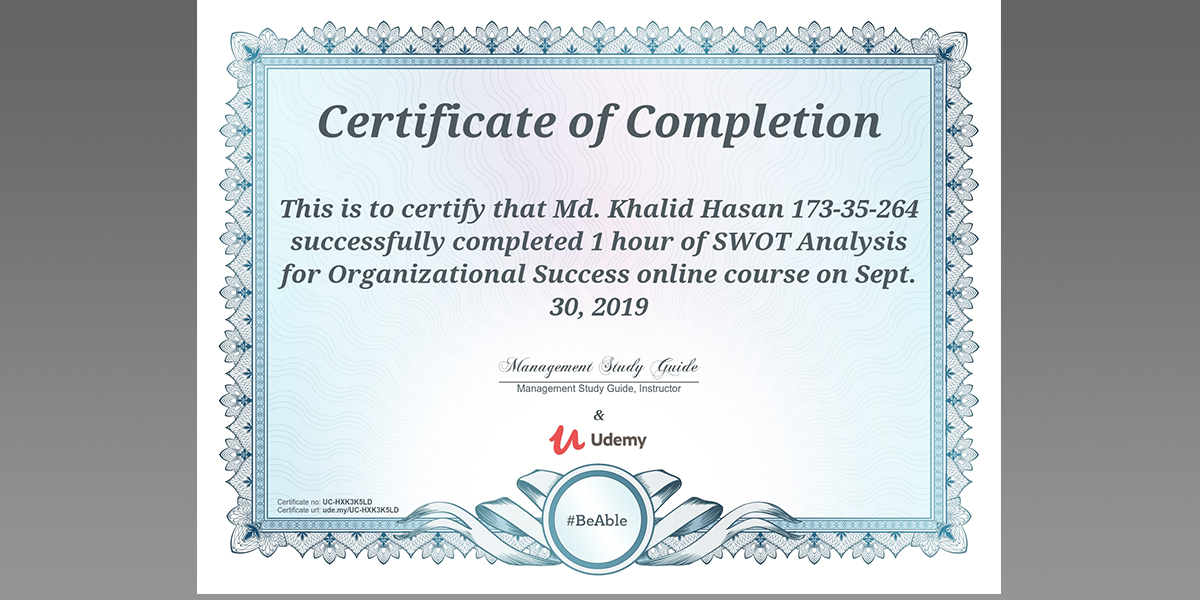 Certificate of Completion
This is to certify that Md. Khalid Hasan 173-35-264
successfully completed 1 hour of SWOT Analysis
for Organizational Success online course on Sept.
30, 2019
Management Study Guide
Management Study Guide, Instructor
&
Udemy
Certificate no: UC-HXK3K5LD
Certificate url: ude.my/UC-HXK3K5LD
#BeAble